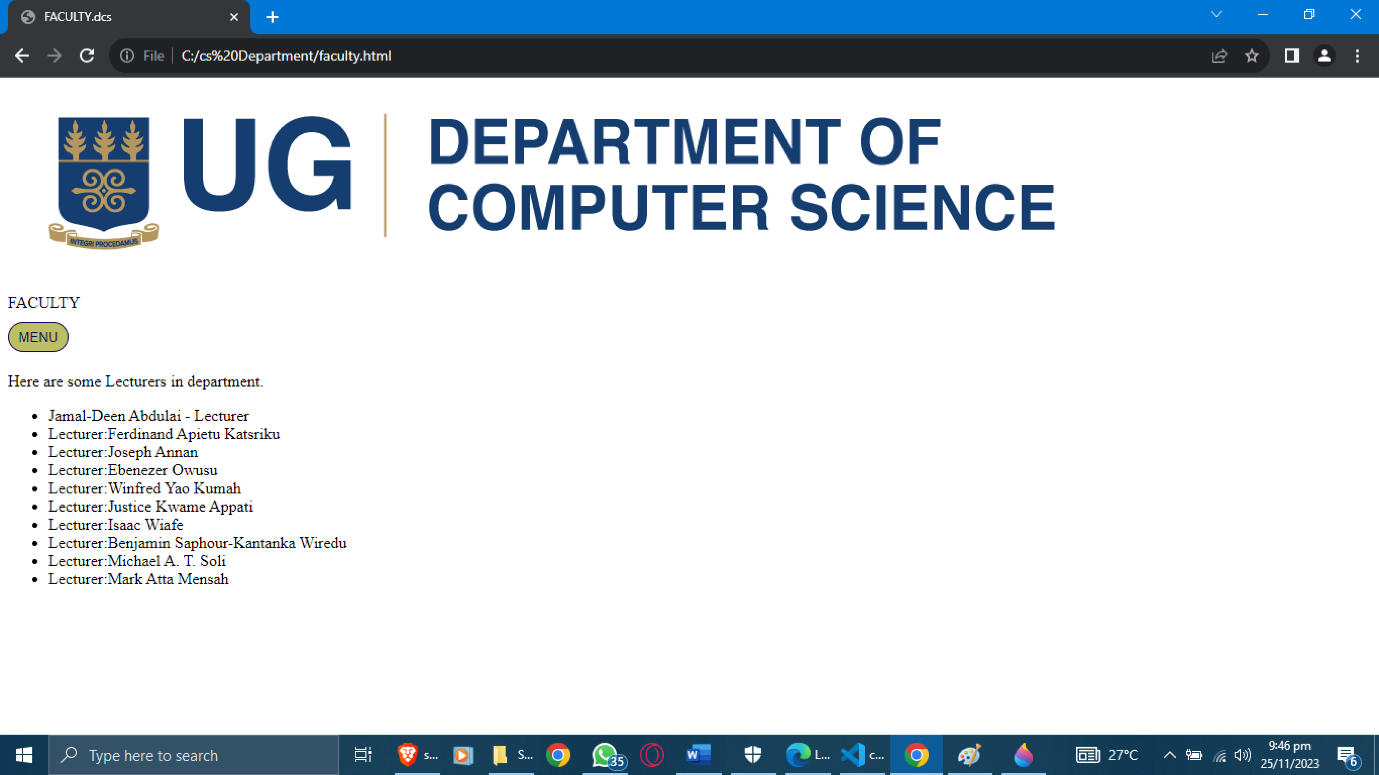 FACULTY.dcs
File
C:/cs%20Department/faculty.html
UG
DEPARTMENT OF
COMPUTER SCIENCE
INTEGRI PROCEDAMUS
FACULTY
MENU
Here are some Lecturers in department.
Jamal-Deen Abdulai - Lecturer
Lecturer:Ferdinand Apietu Katsriku
Lecturer:Joseph Annan
Lecturer:Ebenezer Owusu
Lecturer:Winfred Yao Kumah
Lecturer:Justice Kwame Appati
Lecturer:Isaac Wiafe
Lecturer:Benjamin Saphour-Kantanka Wiredu
Lecturer:Michael A. T. Soli
Lecturer:Mark Atta Mensah
Type here to search
s...
S...
35
L...
c...
27°C
9:46 pm
25/11/2023
6